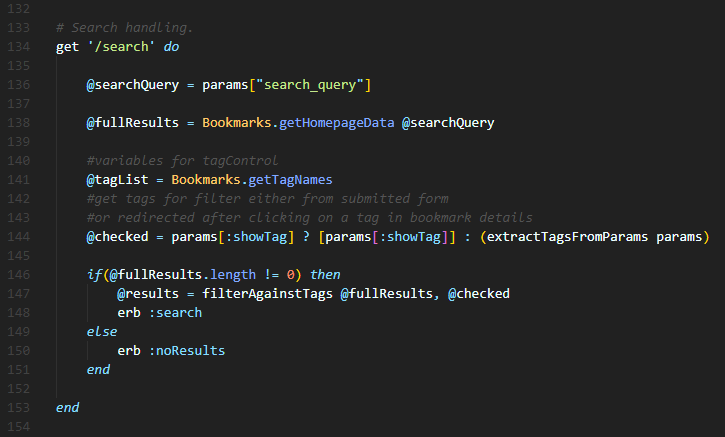 132
133 # Search handling.
134 get '/search' do
135
136 @searchQuery = params["search_query"]
137
138 @fullResults = Bookmarks.getHomepageData @searchQuery
139
140 #variables for tagControl
141 @tagList = Bookmarks.getTagNames
142 #get tags for filter either from submitted form
143 #or redirected after clicking on a tag in bookmark details
144 @checked = params[:showTag] ? [params[:showTag]] : (extractTagsFromParams params)
145
146 if(@fullResults.length != 0) then
147 @results = filterAgainstTags @fullResults, @checked
148 erb :search
149 else
150 erb :noResults
151 end
152
153 end
154